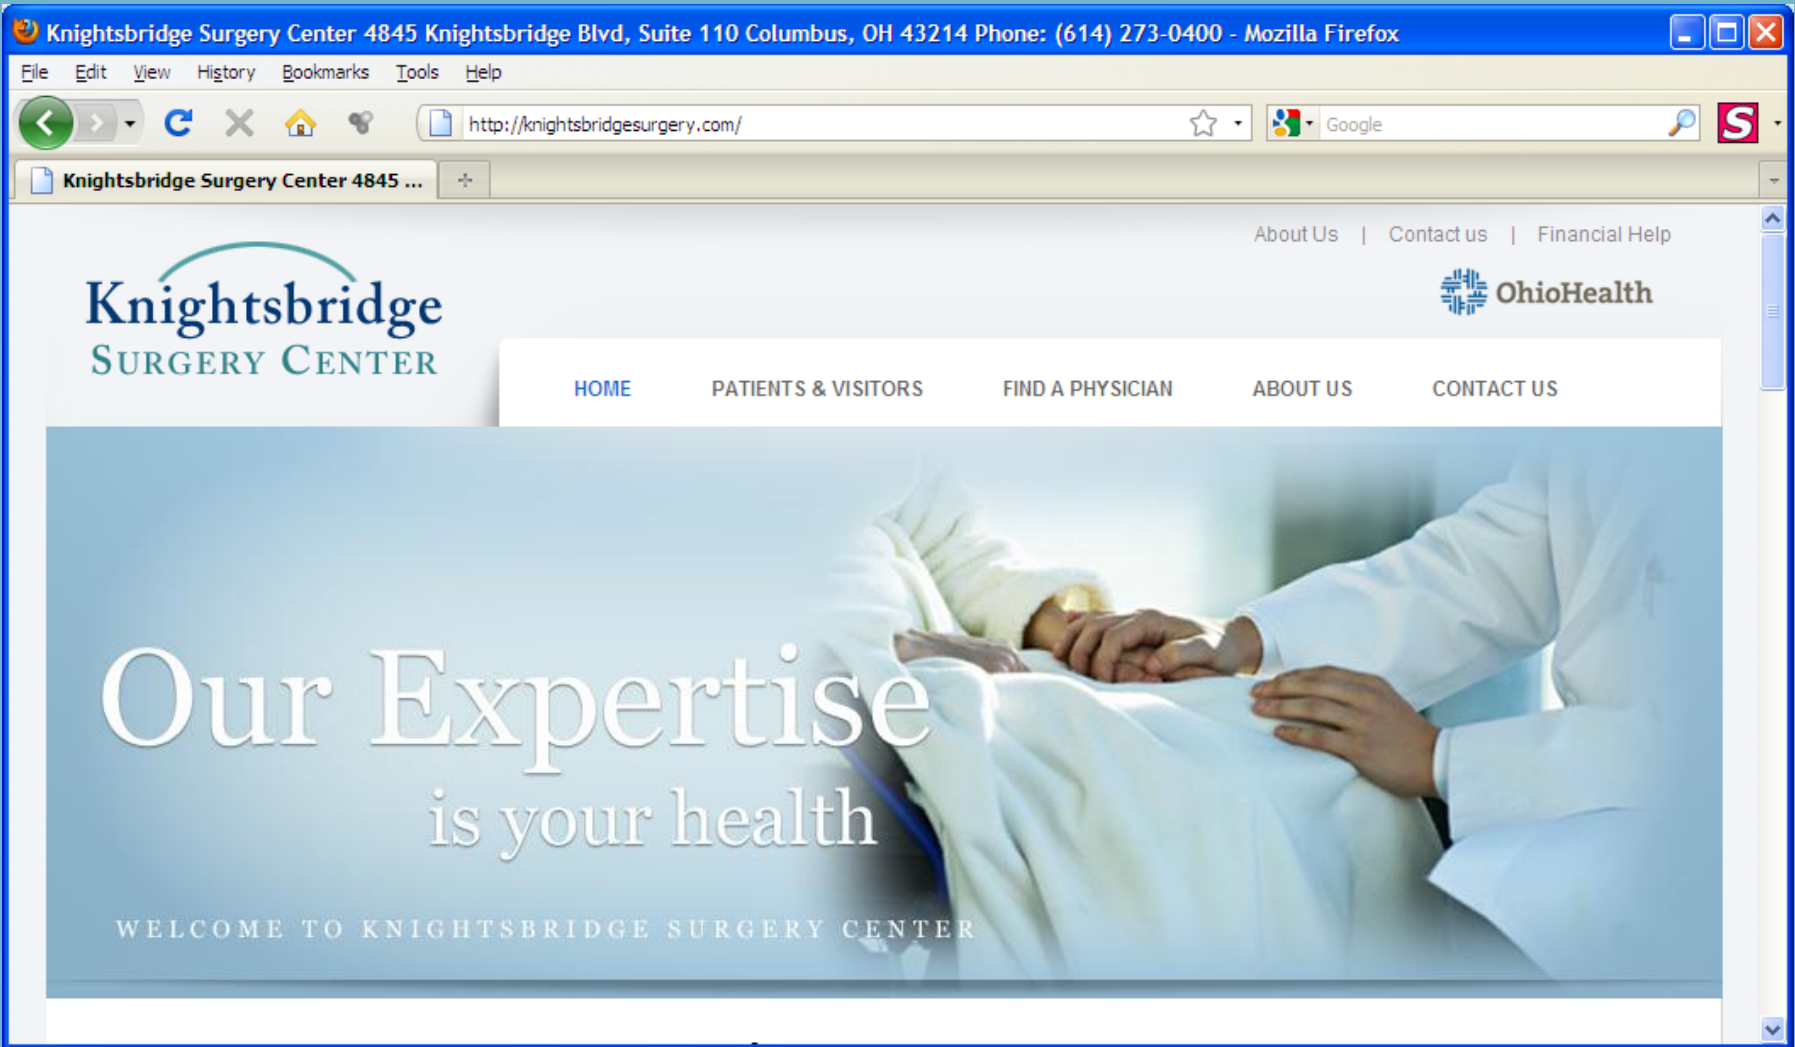 Knightsbridge Surgery Center 4845 Knightsbridge Blvd, Suite 110 Columbus, OH 43214 Phone: (614) 273-0400 - Mozilla Firefox
File Edit View History Bookmarks Tools Help
http://knightsbridgesurgery.com/ Google S
Knightsbridge Surgery Center 4845 ...
About Us | Contact us | Financial Help
OhioHealth
Knightsbridge
SURGERY CENTER
HOME PATIENTS & VISITORS FIND A PHYSICIAN ABOUT US CONTACT US
Our Expertise
is your health
WELCOME TO KNIGHTSBRIDGE SURGERY CENTER